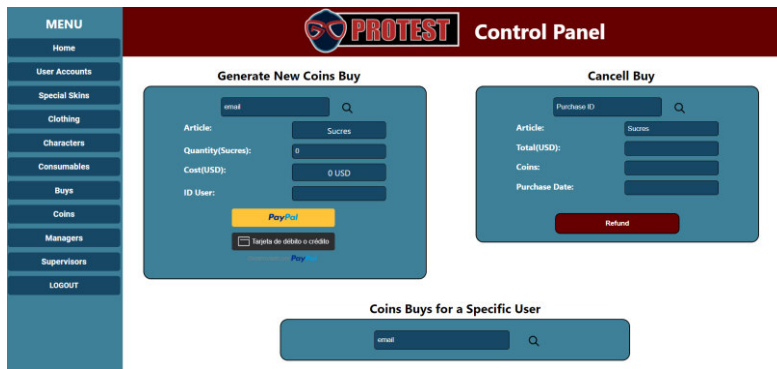 MENU
Home
User Accounts
Special Skins
Clothing
Characters
Consumables
Buys
Coins
Managers
Supervisors
LOGOUT
GO PROTEST Control Panel
Generate New Coins Buy
email
Article: Sucres
Quantity(Sucres): 0
Cost(USD): 0 USD
ID User:
PayPal
Tarjeta de débito o crédito
PayPal
Cancell Buy
Purchase ID
Article: Sucres
Total(USD):
Coins:
Purchase Date:
Refund
Coins Buys for a Specific User
email